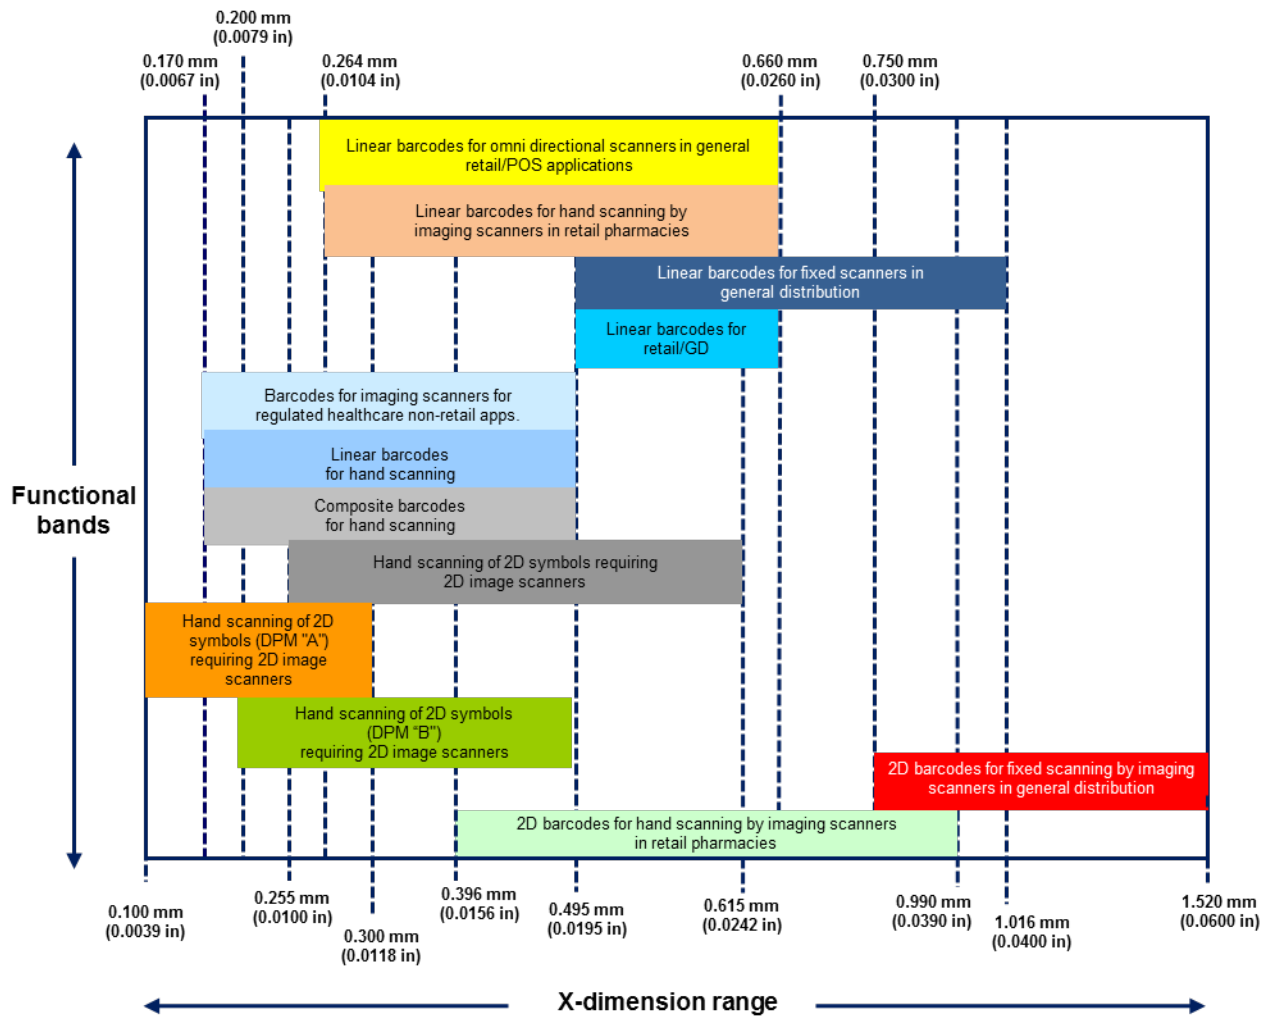 0.200 mm
(0.0079 in)
0.170 mm
(0.0067 in)
0.264 mm
(0.0104 in)
0.660 mm
(0.0260 in)
0.750 mm
(0.0300 in)
Linear barcodes for omni directional scanners in general
retail/POS applications
Linear barcodes for hand scanning by
imaging scanners in retail pharmacies
Linear barcodes for fixed scanners in
general distribution
Linear barcodes for
retail/GD
Barcodes for imaging scanners for
regulated healthcare non-retail apps.
Linear barcodes
for hand scanning
Functional
bands
Composite barcodes
for hand scanning
Hand scanning of 2D symbols requiring
2D image scanners
Hand scanning of 2D
symbols (DPM "A")
requiring 2D image
scanners
Hand scanning of 2D symbols
(DPM “B")
requiring 2D image scanners
2D barcodes for fixed scanning by imaging
scanners in general distribution
2D barcodes for hand scanning by imaging scanners
in retail pharmacies
0.100 mm
(0.0039 in)
0.255 mm
(0.0100 in)
0.300 mm
(0.0118 in)
0.396 mm
(0.0156 in)
0.495 mm
(0.0195 in)
0.615 mm
(0.0242 in)
0.990 mm
(0.0390 in)
1.016 mm
(0.0400 in)
1.520 mm
(0.0600 in)
X-dimension range